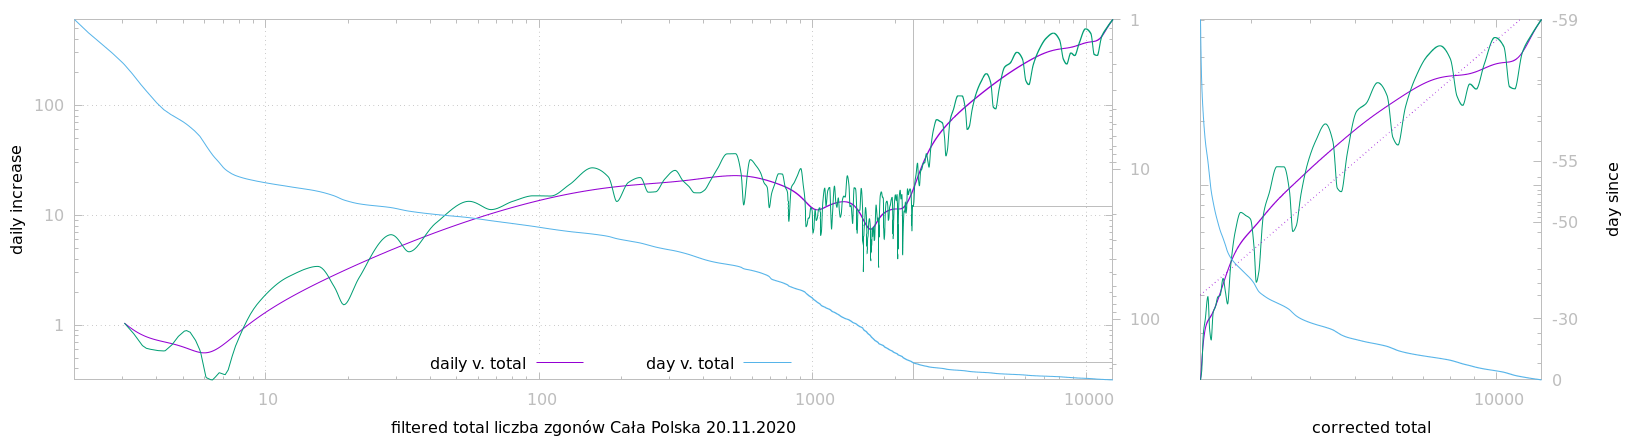 daily increase
100
10
1
1
10
100
daily v. total
day v. total
10
100
1000
10000
filtered total liczba zgonów Cała Polska 20.11.2020
-59
-55
-50
-30
0
day since
10000
corrected total